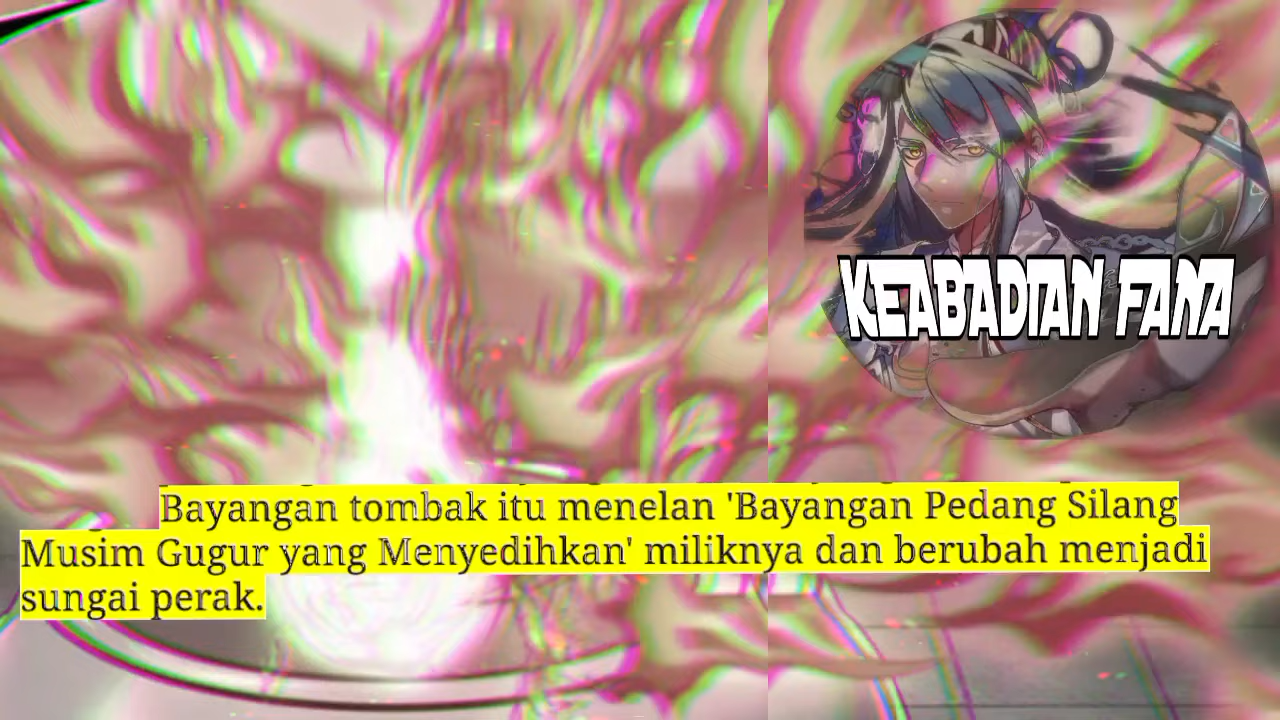 KEABADIAN FANA
Bayangan tombak itu menelan 'Bayangan Pedang Silang
Musim Gugur yang Menyedihkan' miliknya dan berubah menjadi
sungai perak.